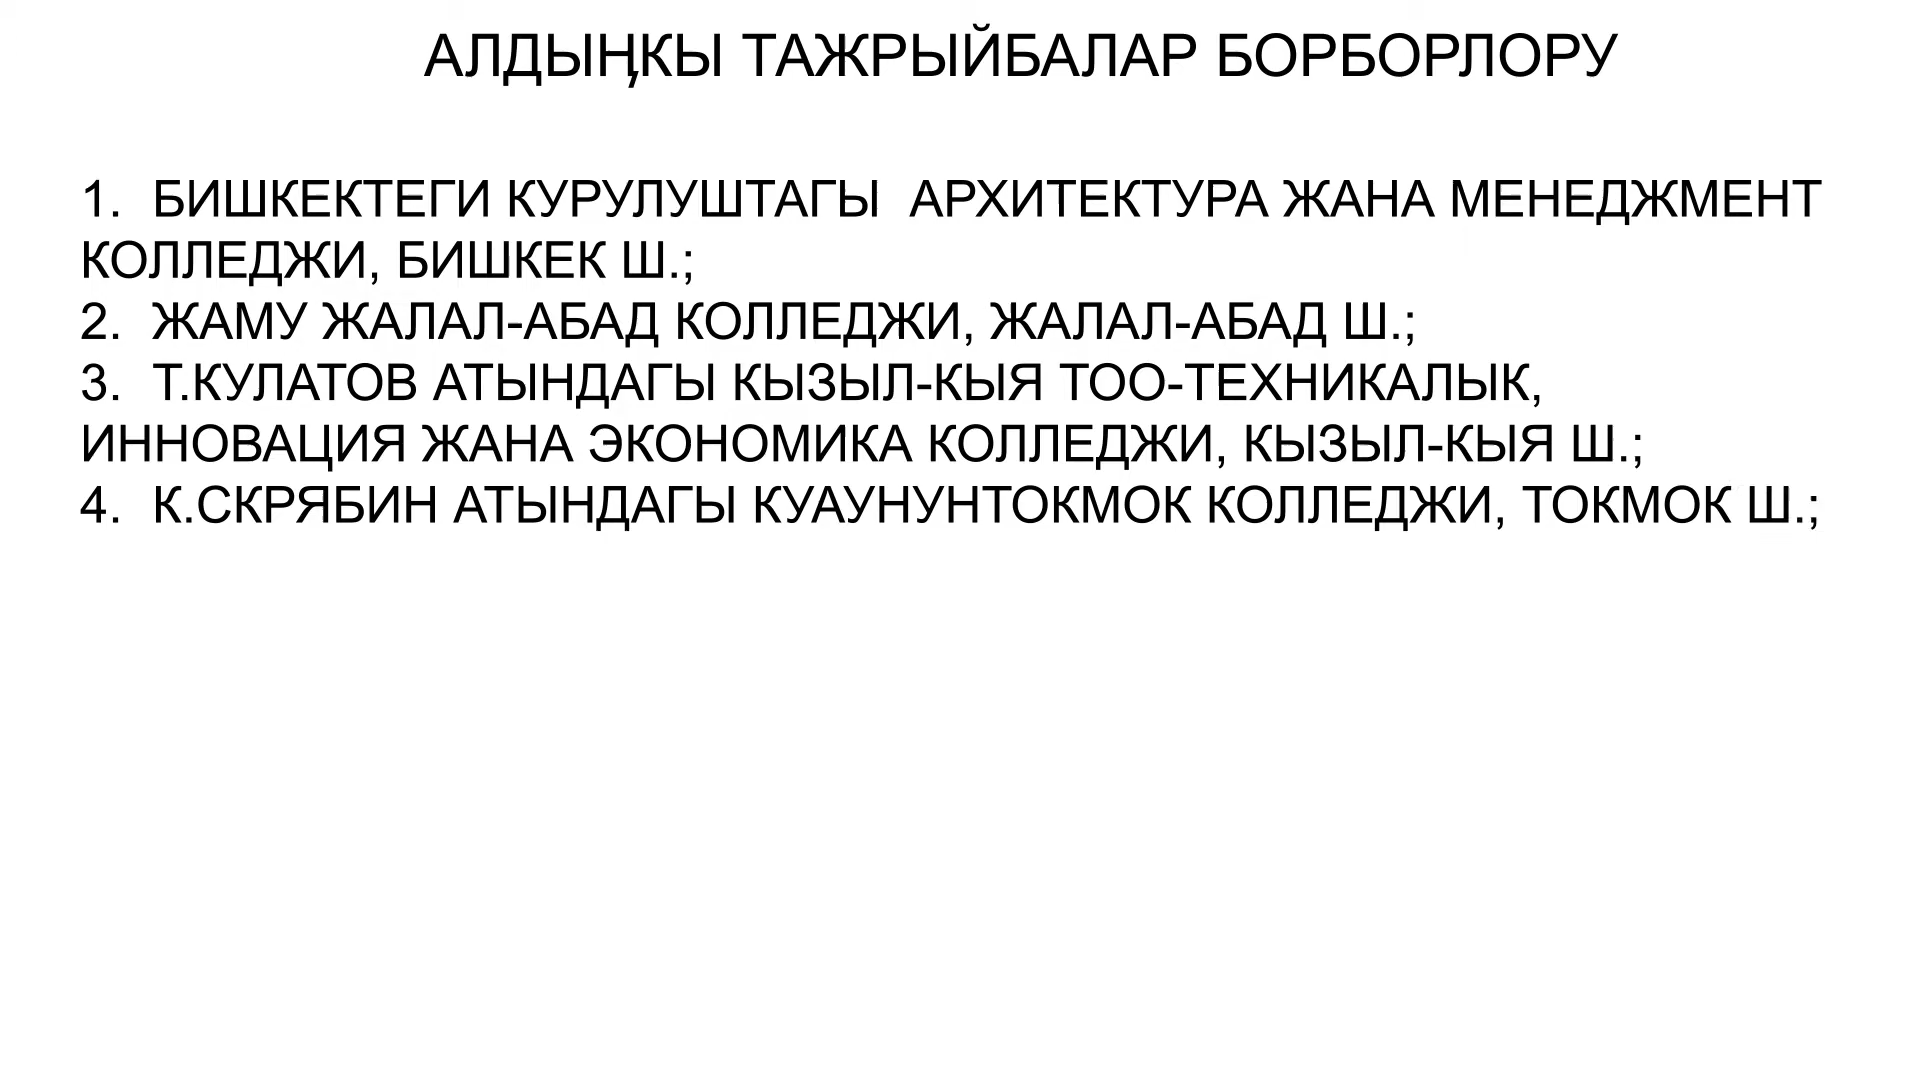 АЛДЫҢКЫ ТАЖРЫЙБАЛАР БОРБОРЛОРУ
1. БИШКЕКТЕГИ КУРУЛУШТАГЫ АРХИТЕКТУРА ЖАНА МЕНЕДЖМЕНТ
КОЛЛЕДЖИ, БИШКЕК Ш.;
2. ЖАМУ ЖАЛАЛ-АБАД КОЛЛЕДЖИ, ЖАЛАЛ-АБАД Ш.;
3. Т.КУЛАТОВ АТЫНДАГЫ КЫЗЫЛ-КЫЯ ТОО-ТЕХНИКАЛЫК,
ИННОВАЦИЯ ЖАНА ЭКОНОМИКА КОЛЛЕДЖИ, КЫЗЫЛ-КЫЯ Ш.;
4. К.СКРЯБИН АТЫНДАГЫ КУАУНУНТОКМОК КОЛЛЕДЖИ, ТОКМОК Ш.;